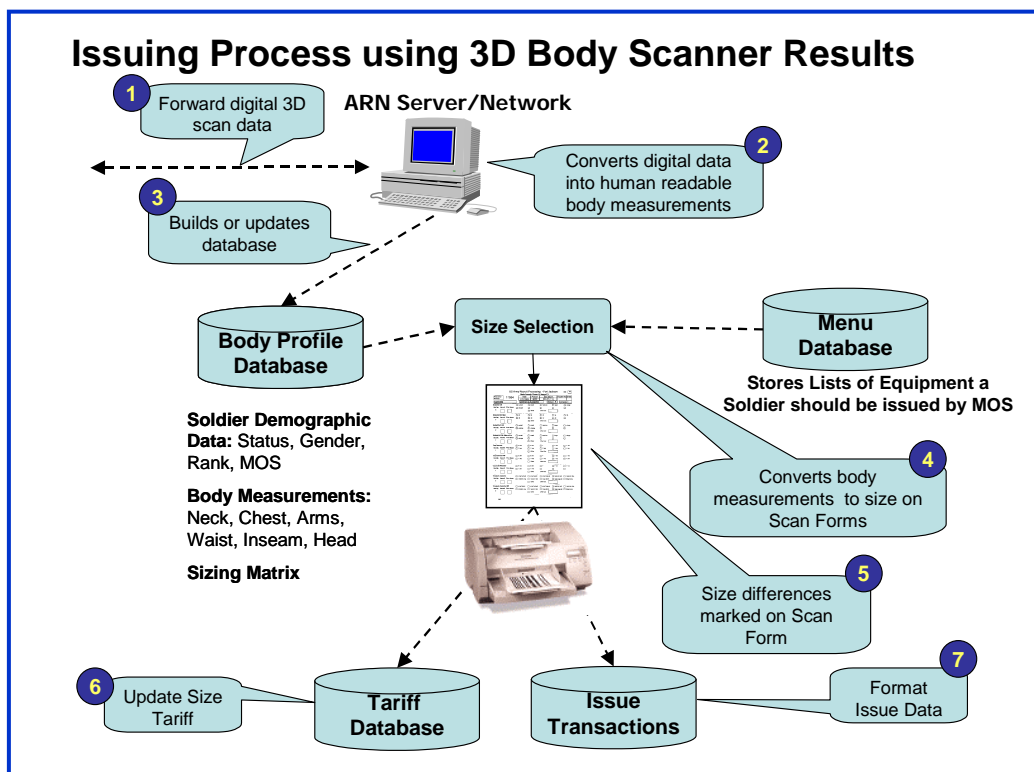 Issuing Process using 3D Body Scanner Results
1
Forward digital 3D
scan data
ARN Server/Network
2
Converts digital data
into human readable
body measurements
3
Builds or updates
database
Body Profile
Database
Size Selection
Menu
Database
Stores Lists of Equipment a
Soldier should be issued by MOS
Soldier Demographic
Data: Status, Gender,
Rank, MOS
Body Measurements:
Neck, Chest, Arms,
Waist, Inseam, Head
Sizing Matrix
4
Converts body
measurements to size on
Scan Forms
5
Size differences
marked on Scan
Form
6
Update Size
Tariff
Tariff
Database
Issue
Transactions
7
Format
Issue Data